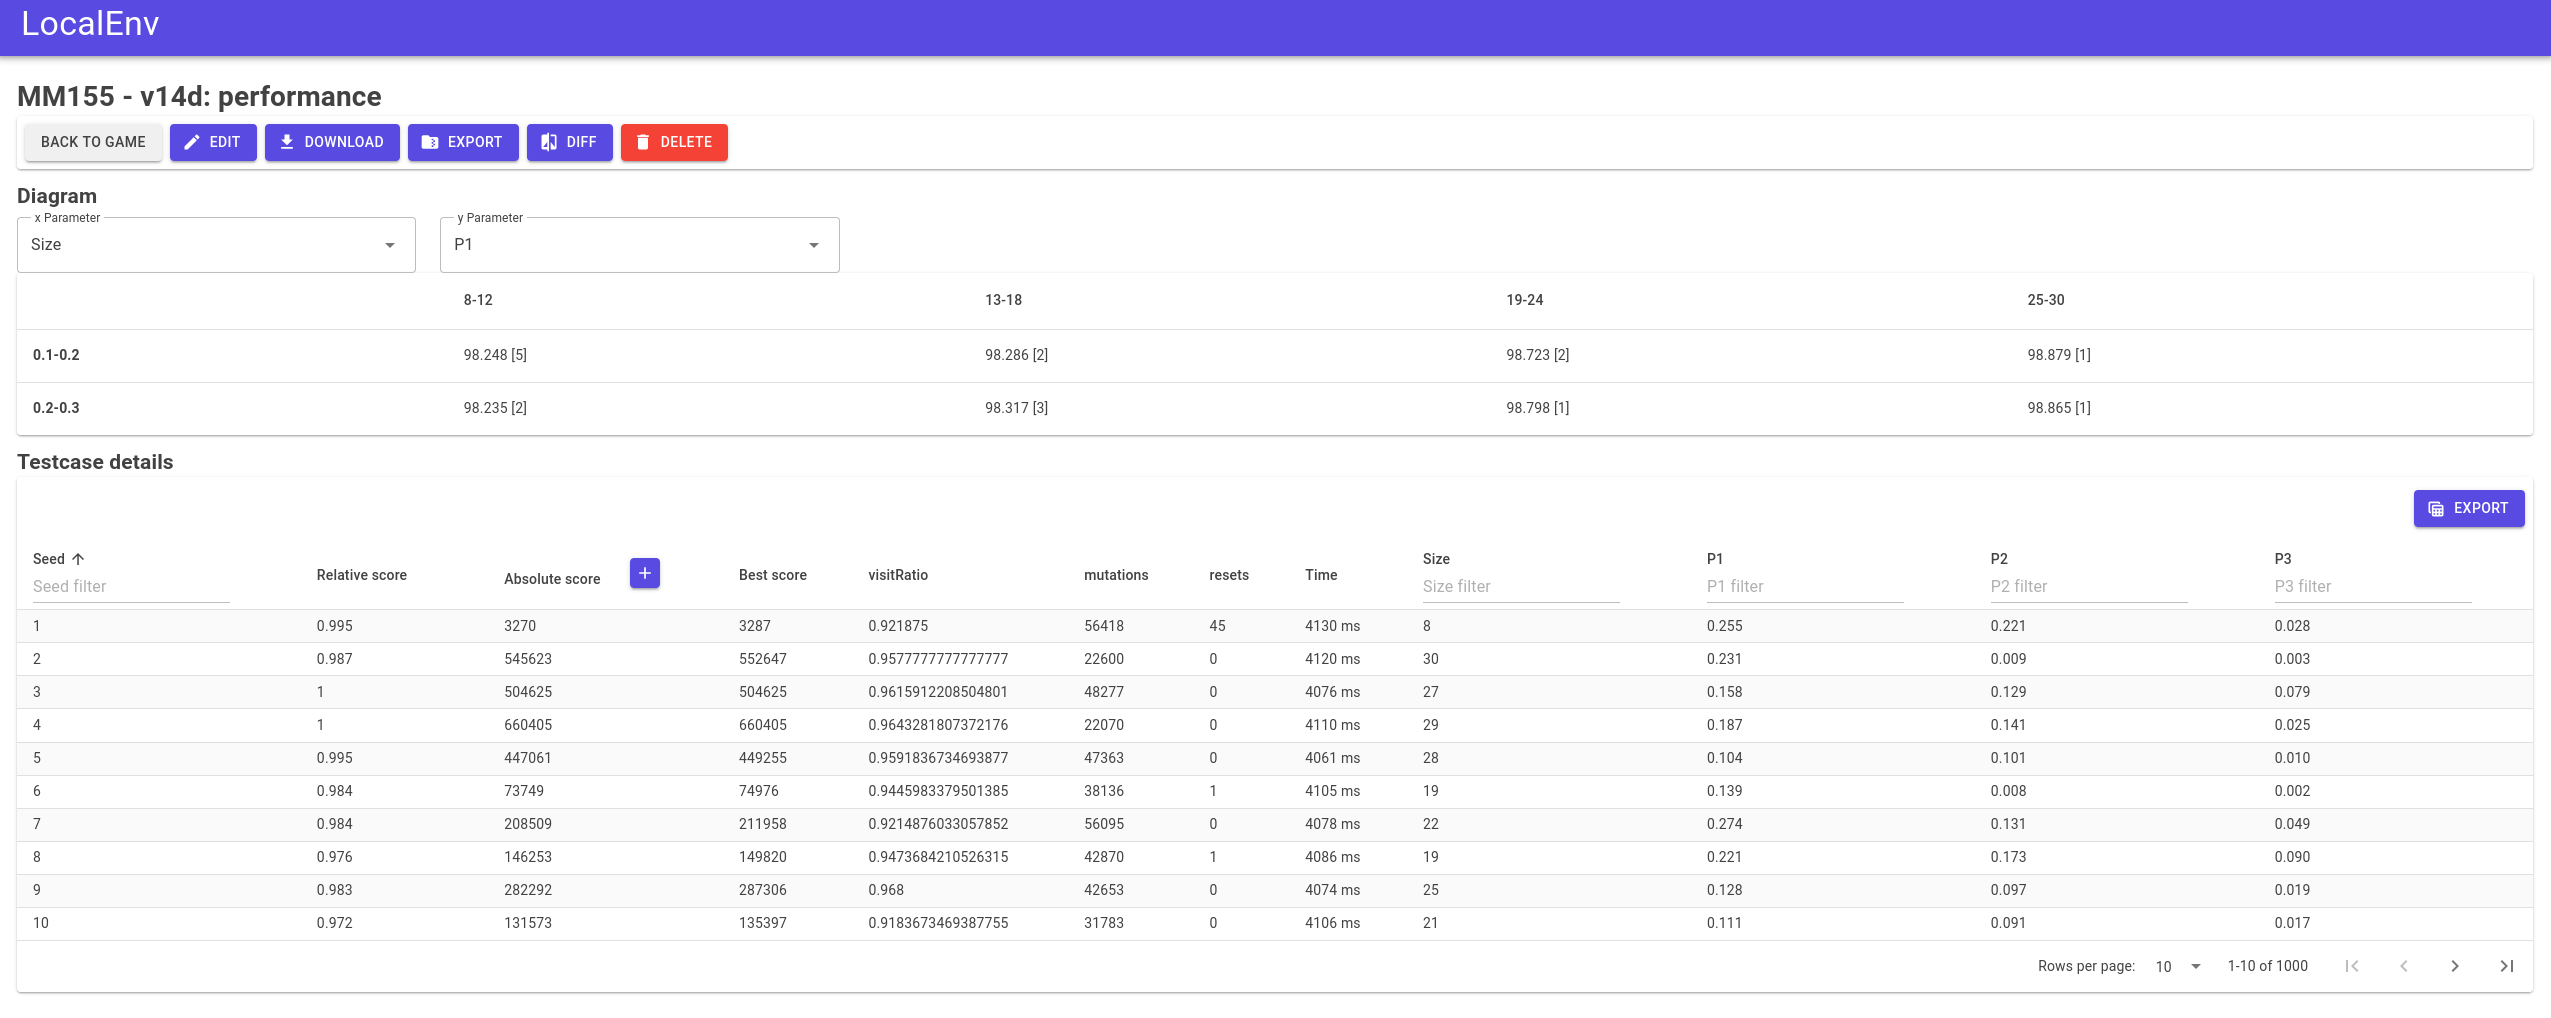 LocalEnv
MM155 - v14d: performance
BACK TO GAME EDIT DOWNLOAD EXPORT DIFF DELETE
Diagram
x Parameter y Parameter
Size P1
8-12 13-18 19-24 25-30
0.1-0.2 98.248 [5] 98.286 [2] 98.723 [2] 98.879 [1]
0.2-0.3 98.235 [2] 98.317 [3] 98.798 [1] 98.865 [1]
Testcase details
EXPORT
Seed Relative score Absolute score + Best score visitRatio mutations resets Time Size P1 P2 P3
Seed filter Size filter P1 filter P2 filter P3 filter
1 0.995 3270 3287 0.921875 56418 45 4130 ms 8 0.255 0.221 0.028
2 0.987 545623 552647 0.9577777777777777 22600 0 4120 ms 30 0.231 0.009 0.003
3 1 504625 504625 0.9615912208504801 48277 0 4076 ms 27 0.158 0.129 0.079
4 1 660405 660405 0.9643281807372176 22070 0 4110 ms 29 0.187 0.141 0.025
5 0.995 447061 449255 0.9591836734693877 47363 0 4061 ms 28 0.104 0.101 0.010
6 0.984 73749 74976 0.9445983379501385 38136 1 4105 ms 19 0.139 0.008 0.002
7 0.984 208509 211958 0.9214876033057852 56095 0 4078 ms 22 0.274 0.131 0.049
8 0.976 146253 149820 0.9473684210526315 42870 1 4086 ms 19 0.221 0.173 0.090
9 0.983 282292 287306 0.968 42653 0 4074 ms 25 0.128 0.097 0.019
10 0.972 131573 135397 0.9183673469387755 31783 0 4106 ms 21 0.111 0.091 0.017
Rows per page: 10 1-10 of 1000